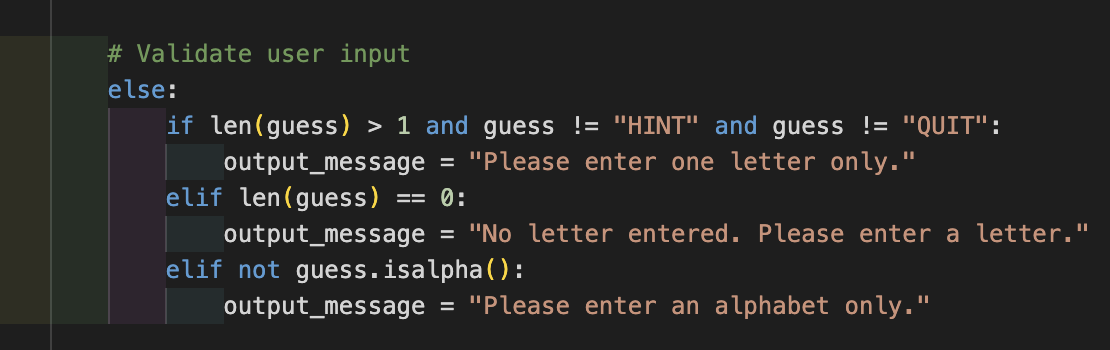 # Validate user input
else:
if len(guess) > 1 and guess != "HINT" and guess != "QUIT":
output_message = "Please enter one letter only."
elif len(guess) == 0:
output_message = "No letter entered. Please enter a letter."
elif not guess.isalpha():
output_message = "Please enter an alphabet only."